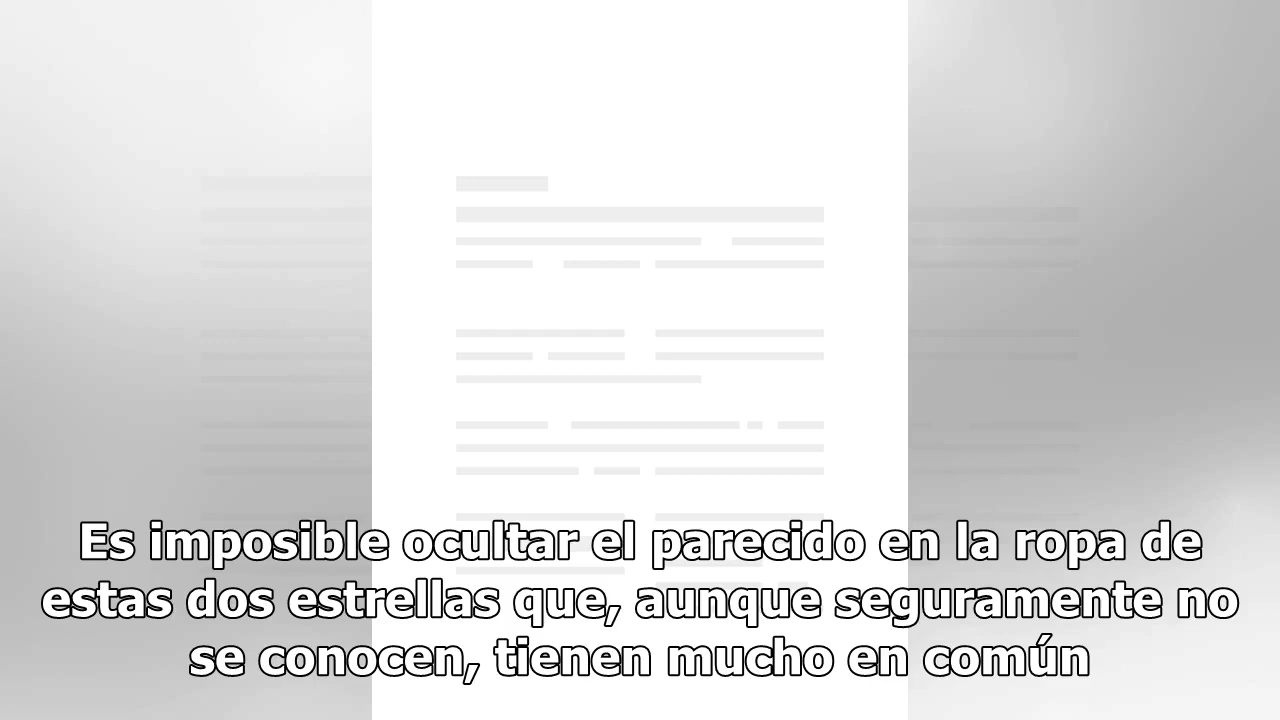 Es imposible ocultar el parecido en la ropa de
estas dos estrellas que, aunque seguramente no
se conocen, tienen mucho en común